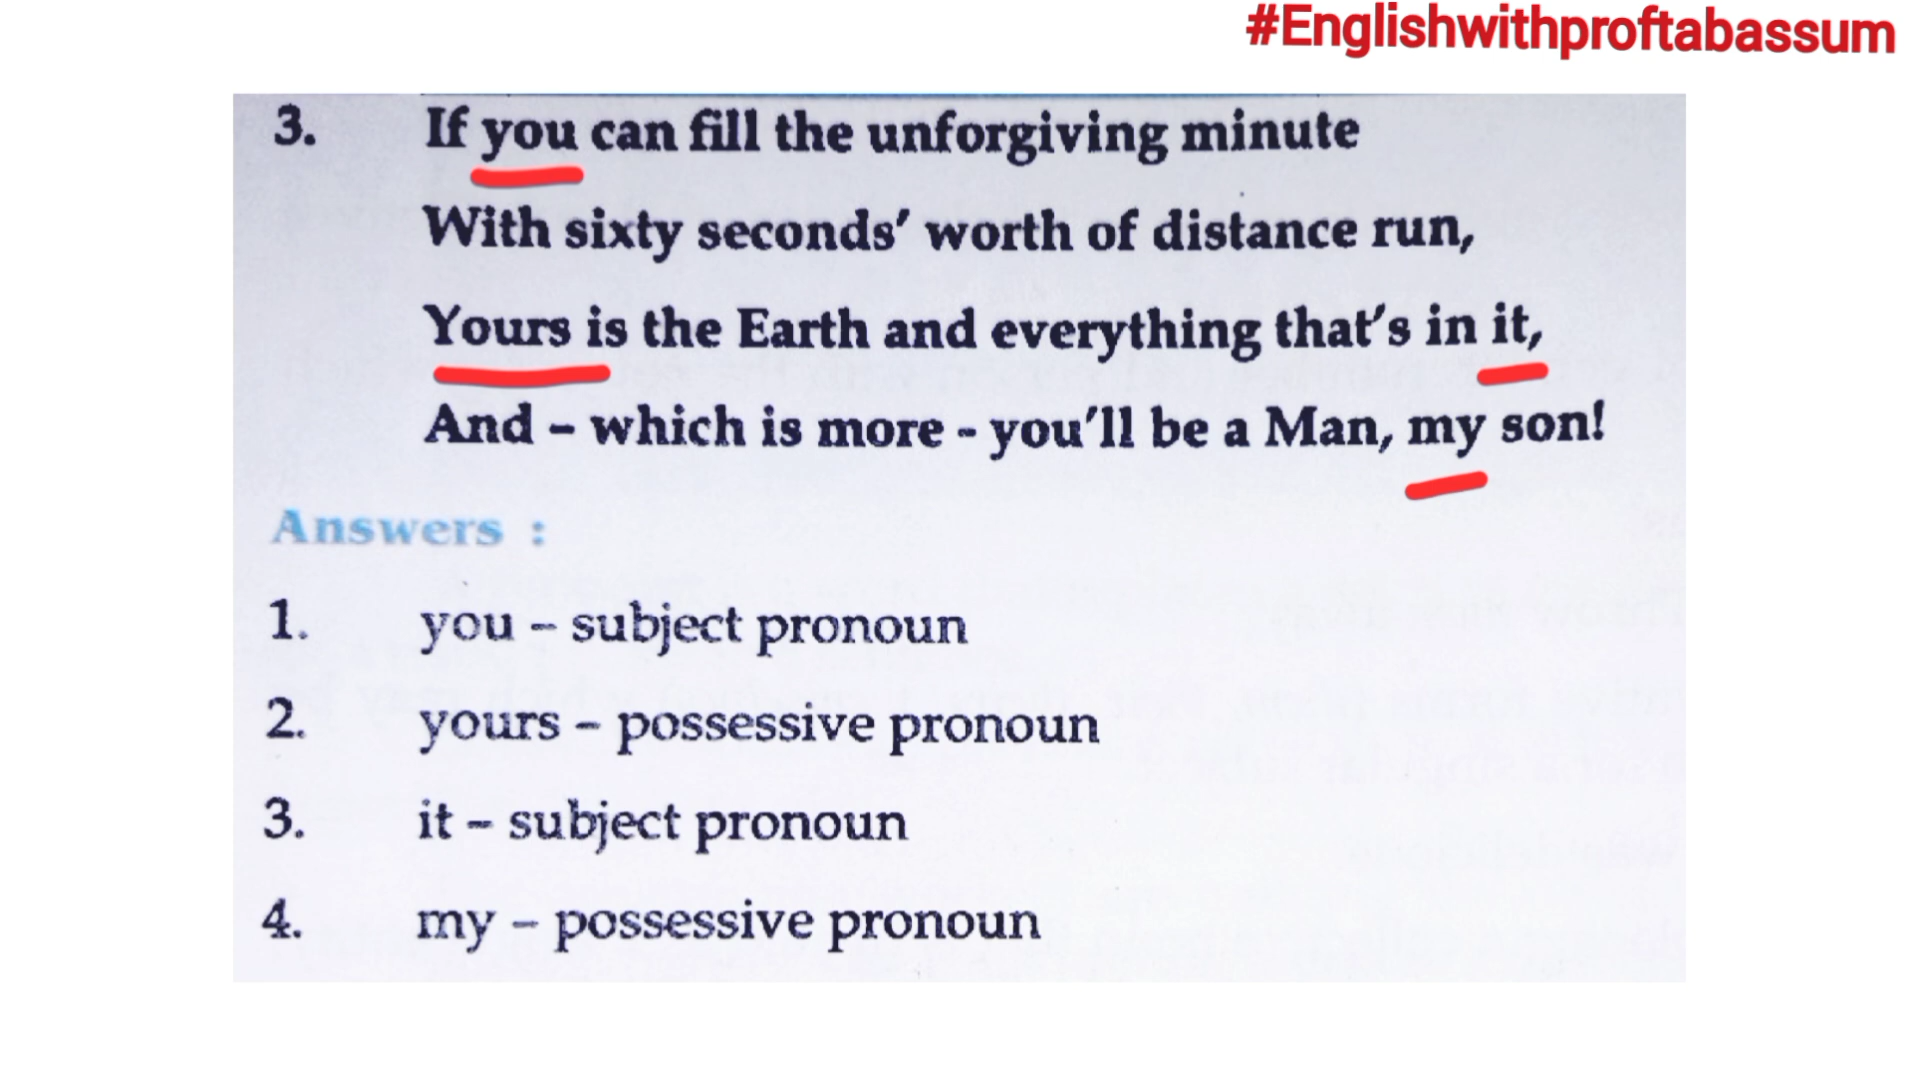 #Englishwithproftabassum
3. If you can fill the unforgiving minute
With sixty seconds’ worth of distance run,
Yours is the Earth and everything that’s in it,
And – which is more - you’ll be a Man, my son!
Answers :
1. you – subject pronoun
2. yours – possessive pronoun
3. it – subject pronoun
4. my – possessive pronoun